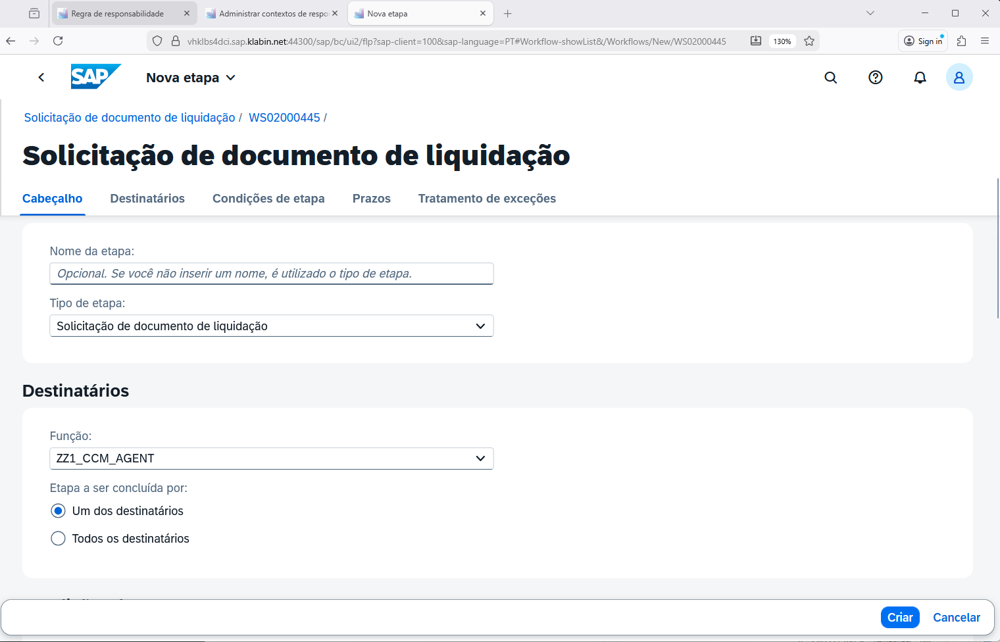 Regra de responsabilidade
Administrar contextos de respo
Nova etapa
vhklbs4dci.sap.klabin.net:44300/sap/bc/ui2/flp?sap-client=100&sap-language=PT#Workflow-showList&/Workflows/New/WS02000445
130%
Sign in
SAP
Nova etapa
Solicitação de documento de liquidação / WS02000445 /
Solicitação de documento de liquidação
Cabeçalho
Destinatários
Condições de etapa
Prazos
Tratamento de exceções
Nome da etapa:
Opcional. Se você não inserir um nome, é utilizado o tipo de etapa.
Tipo de etapa:
Solicitação de documento de liquidação
Destinatários
Função:
ZZ1_CCM_AGENT
Etapa a ser concluída por:
Um dos destinatários
Todos os destinatários
Criar
Cancelar